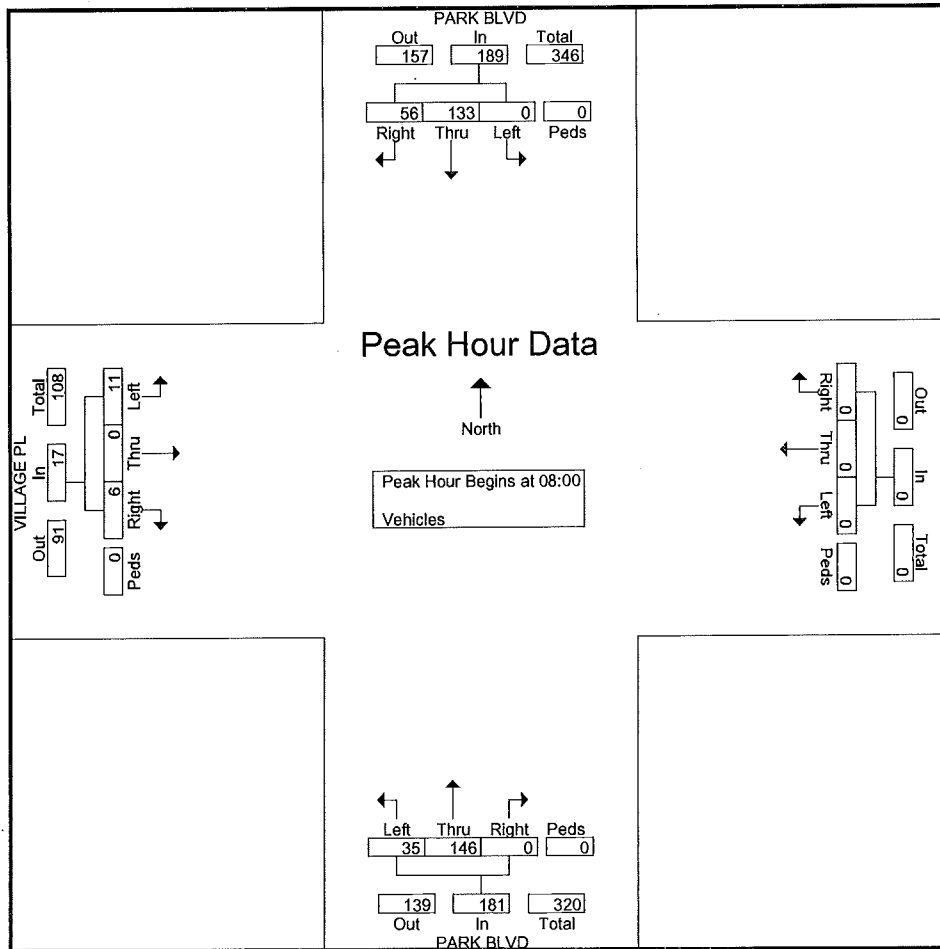 PARK BLVD
Out In Total
157 189 346
56 133 0 0
Right Thru Left Peds
Peak Hour Data
North
Peak Hour Begins at 08:00
Vehicles
VILLAGE PL
Out In Total
91 17 108
11 0 6 0
Left Thru Right Peds
Right Thru Left Peds
0 0 0 0
Out In Total
0 0 0
Left Thru Right Peds
35 146 0 0
139 181 320
Out In Total
PARK BLVD